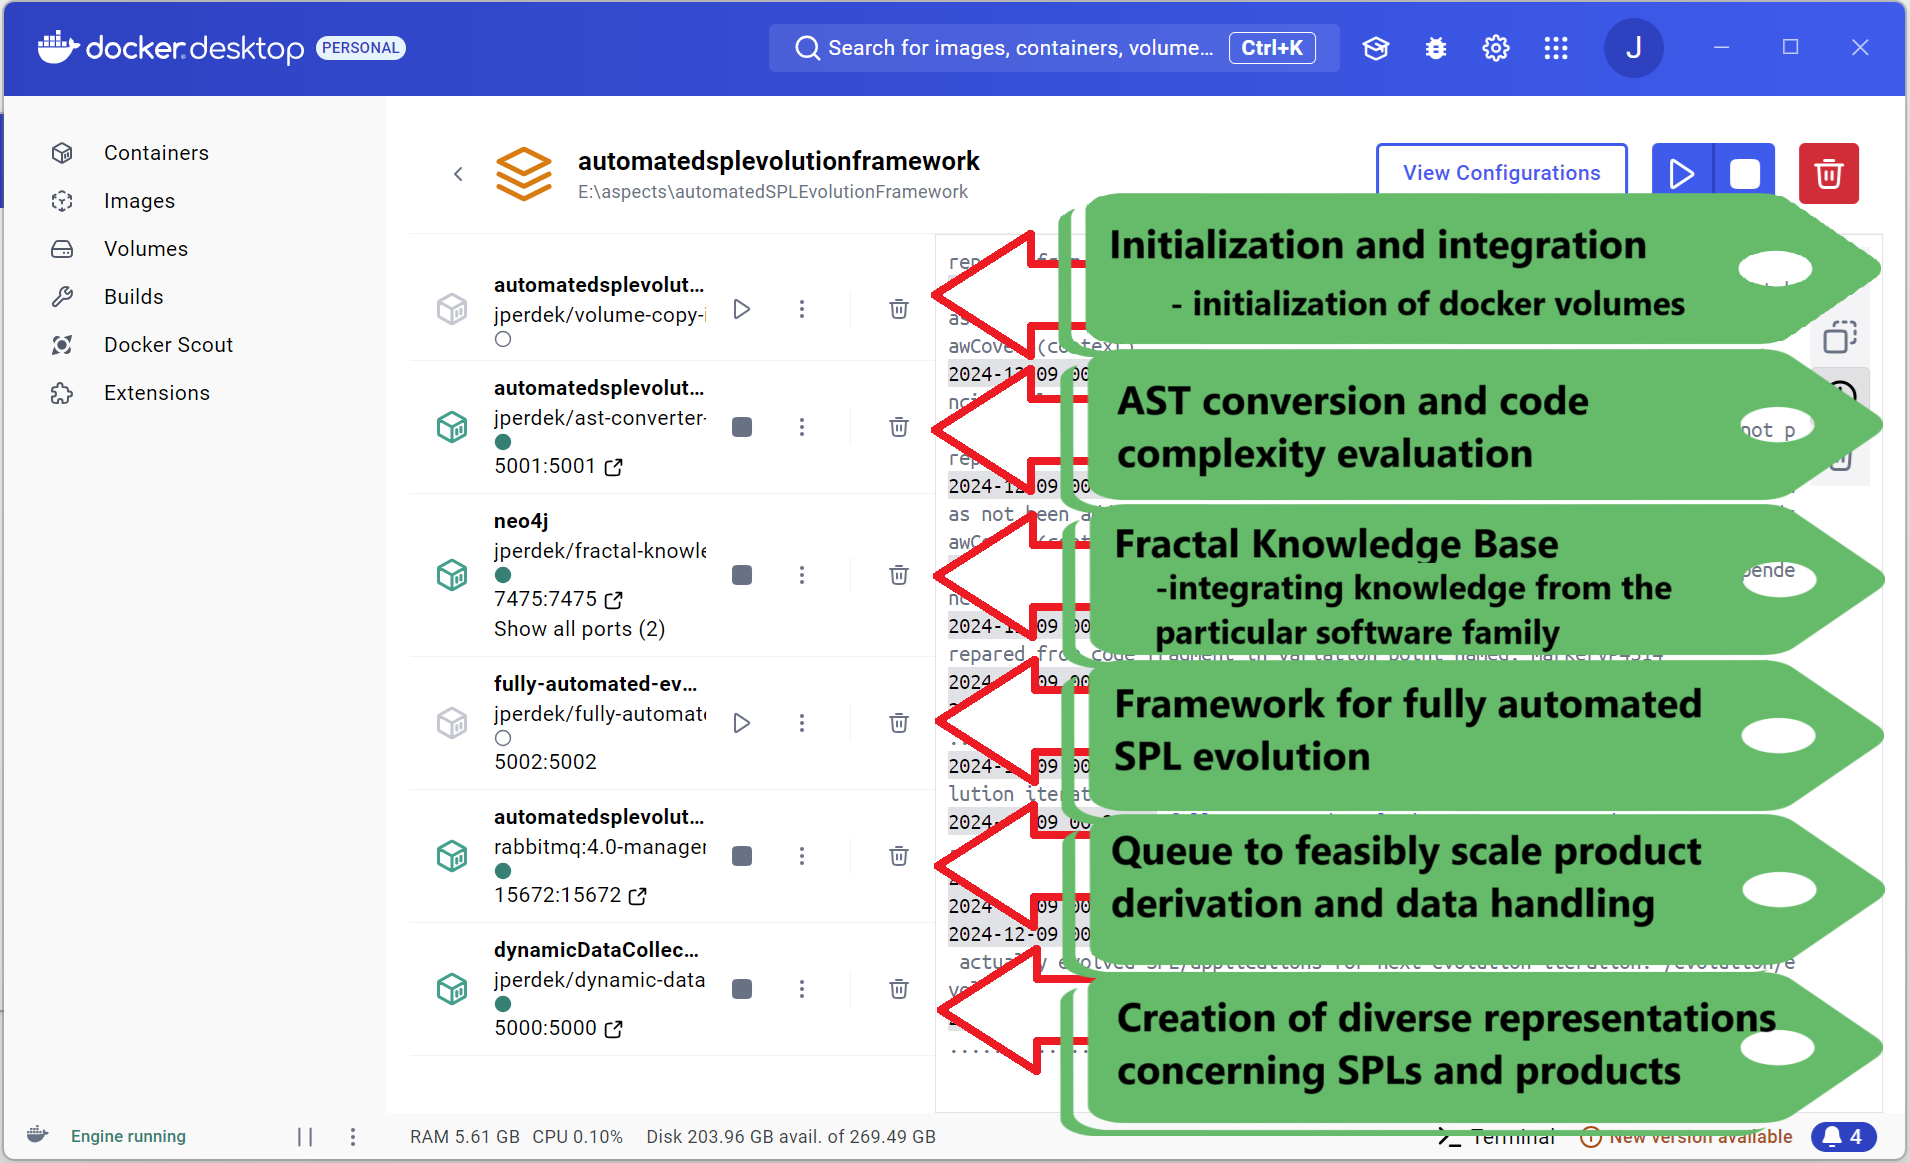 docker desktop PERSONAL
Search for images, containers, volume... Ctrl+K
J
Containers
Images
Volumes
Builds
Docker Scout
Extensions
automatedsplevolutionframework
E:\aspects\automatedSPLEvolutionFramework
View Configurations
automatedsplevolut...
jperdek/volume-copy-i
automatedsplevolut...
jperdek/ast-converter-
5001:5001
neo4j
jperdek/fractal-knowle
7475:7475
Show all ports (2)
fully-automated-ev...
jperdek/fully-automate
5002:5002
automatedsplevolut...
rabbitmq:4.0-manager
15672:15672
dynamicDataCollec...
jperdek/dynamic-data
5000:5000
Initialization and integration
- initialization of docker volumes
AST conversion and code
complexity evaluation
Fractal Knowledge Base
-integrating knowledge from the
particular software family
Framework for fully automated
SPL evolution
Queue to feasibly scale product
derivation and data handling
Creation of diverse representations
concerning SPLs and products
Engine running
RAM 5.61 GB CPU 0.10% Disk 203.96 GB avail. of 269.49 GB
Terminal
New version available
4